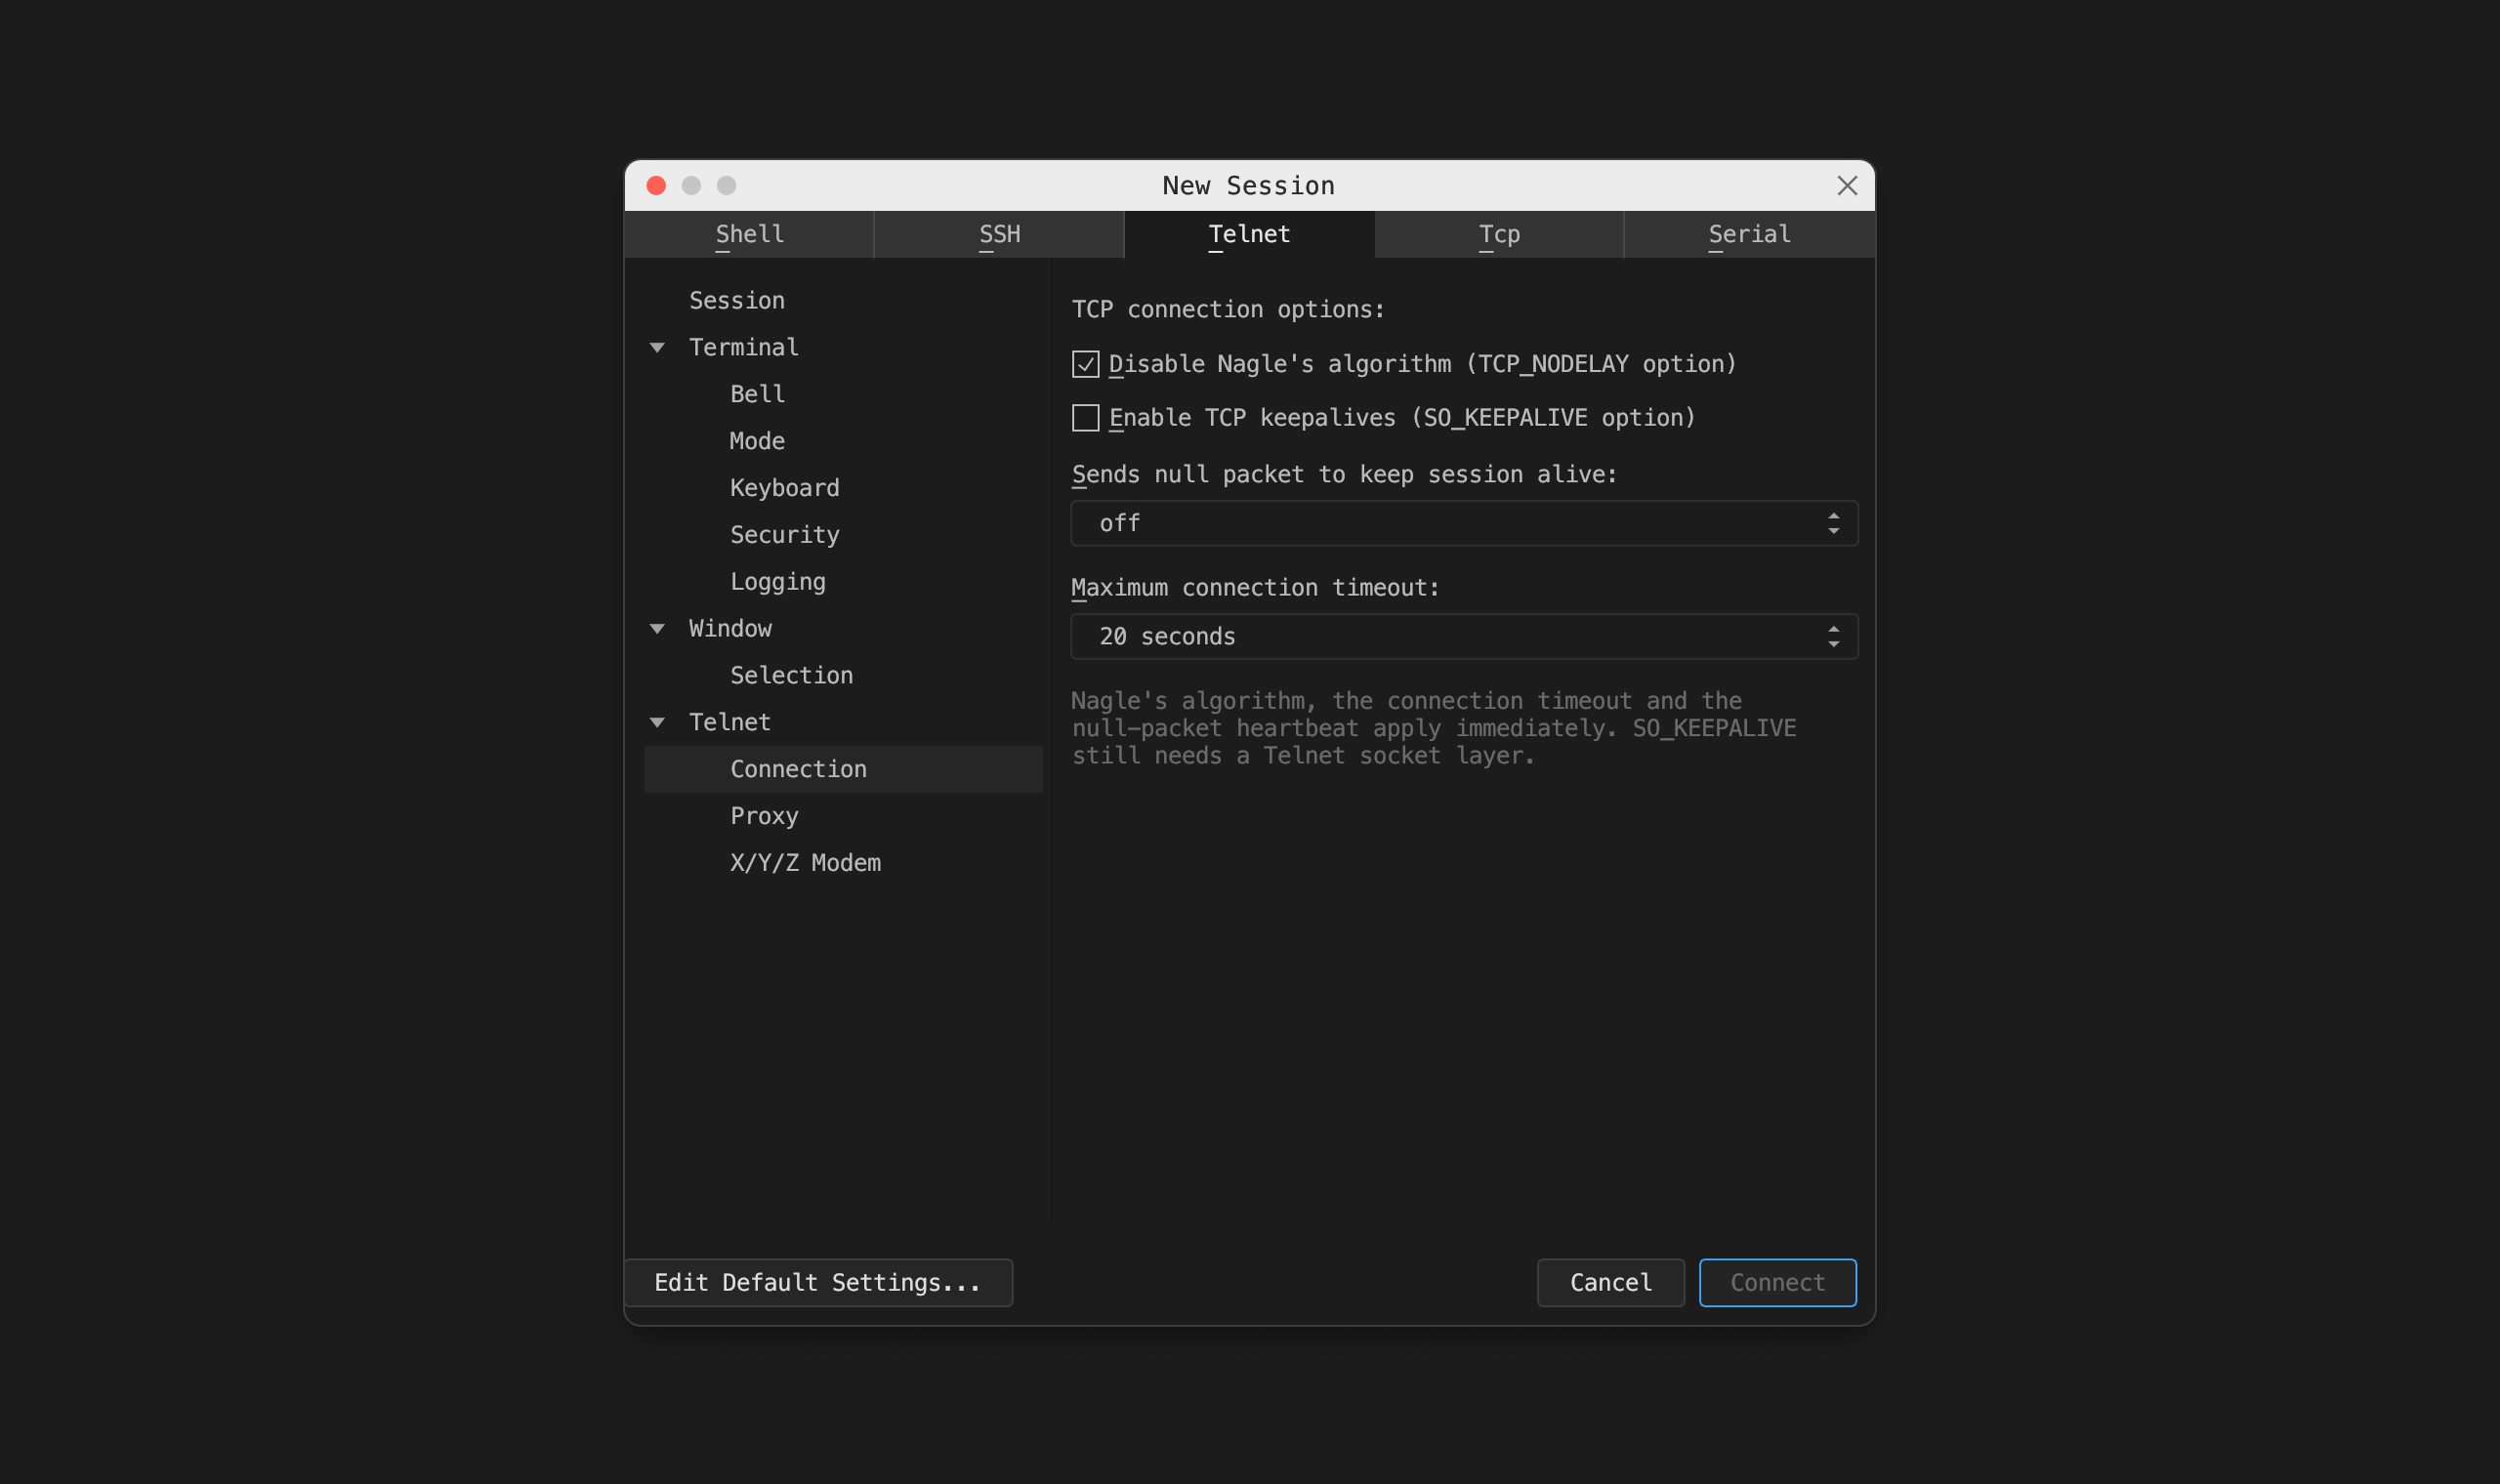 New Session
Shell SSH Telnet Tcp Serial
Session
Terminal
Bell
Mode
Keyboard
Security
Logging
Window
Selection
Telnet
Connection
Proxy
X/Y/Z Modem
TCP connection options:
Disable Nagle's algorithm (TCP_NODELAY option)
Enable TCP keepalives (SO_KEEPALIVE option)
Sends null packet to keep session alive:
off
Maximum connection timeout:
20 seconds
Nagle's algorithm, the connection timeout and the
null-packet heartbeat apply immediately. SO_KEEPALIVE
still needs a Telnet socket layer.
Edit Default Settings... Cancel Connect